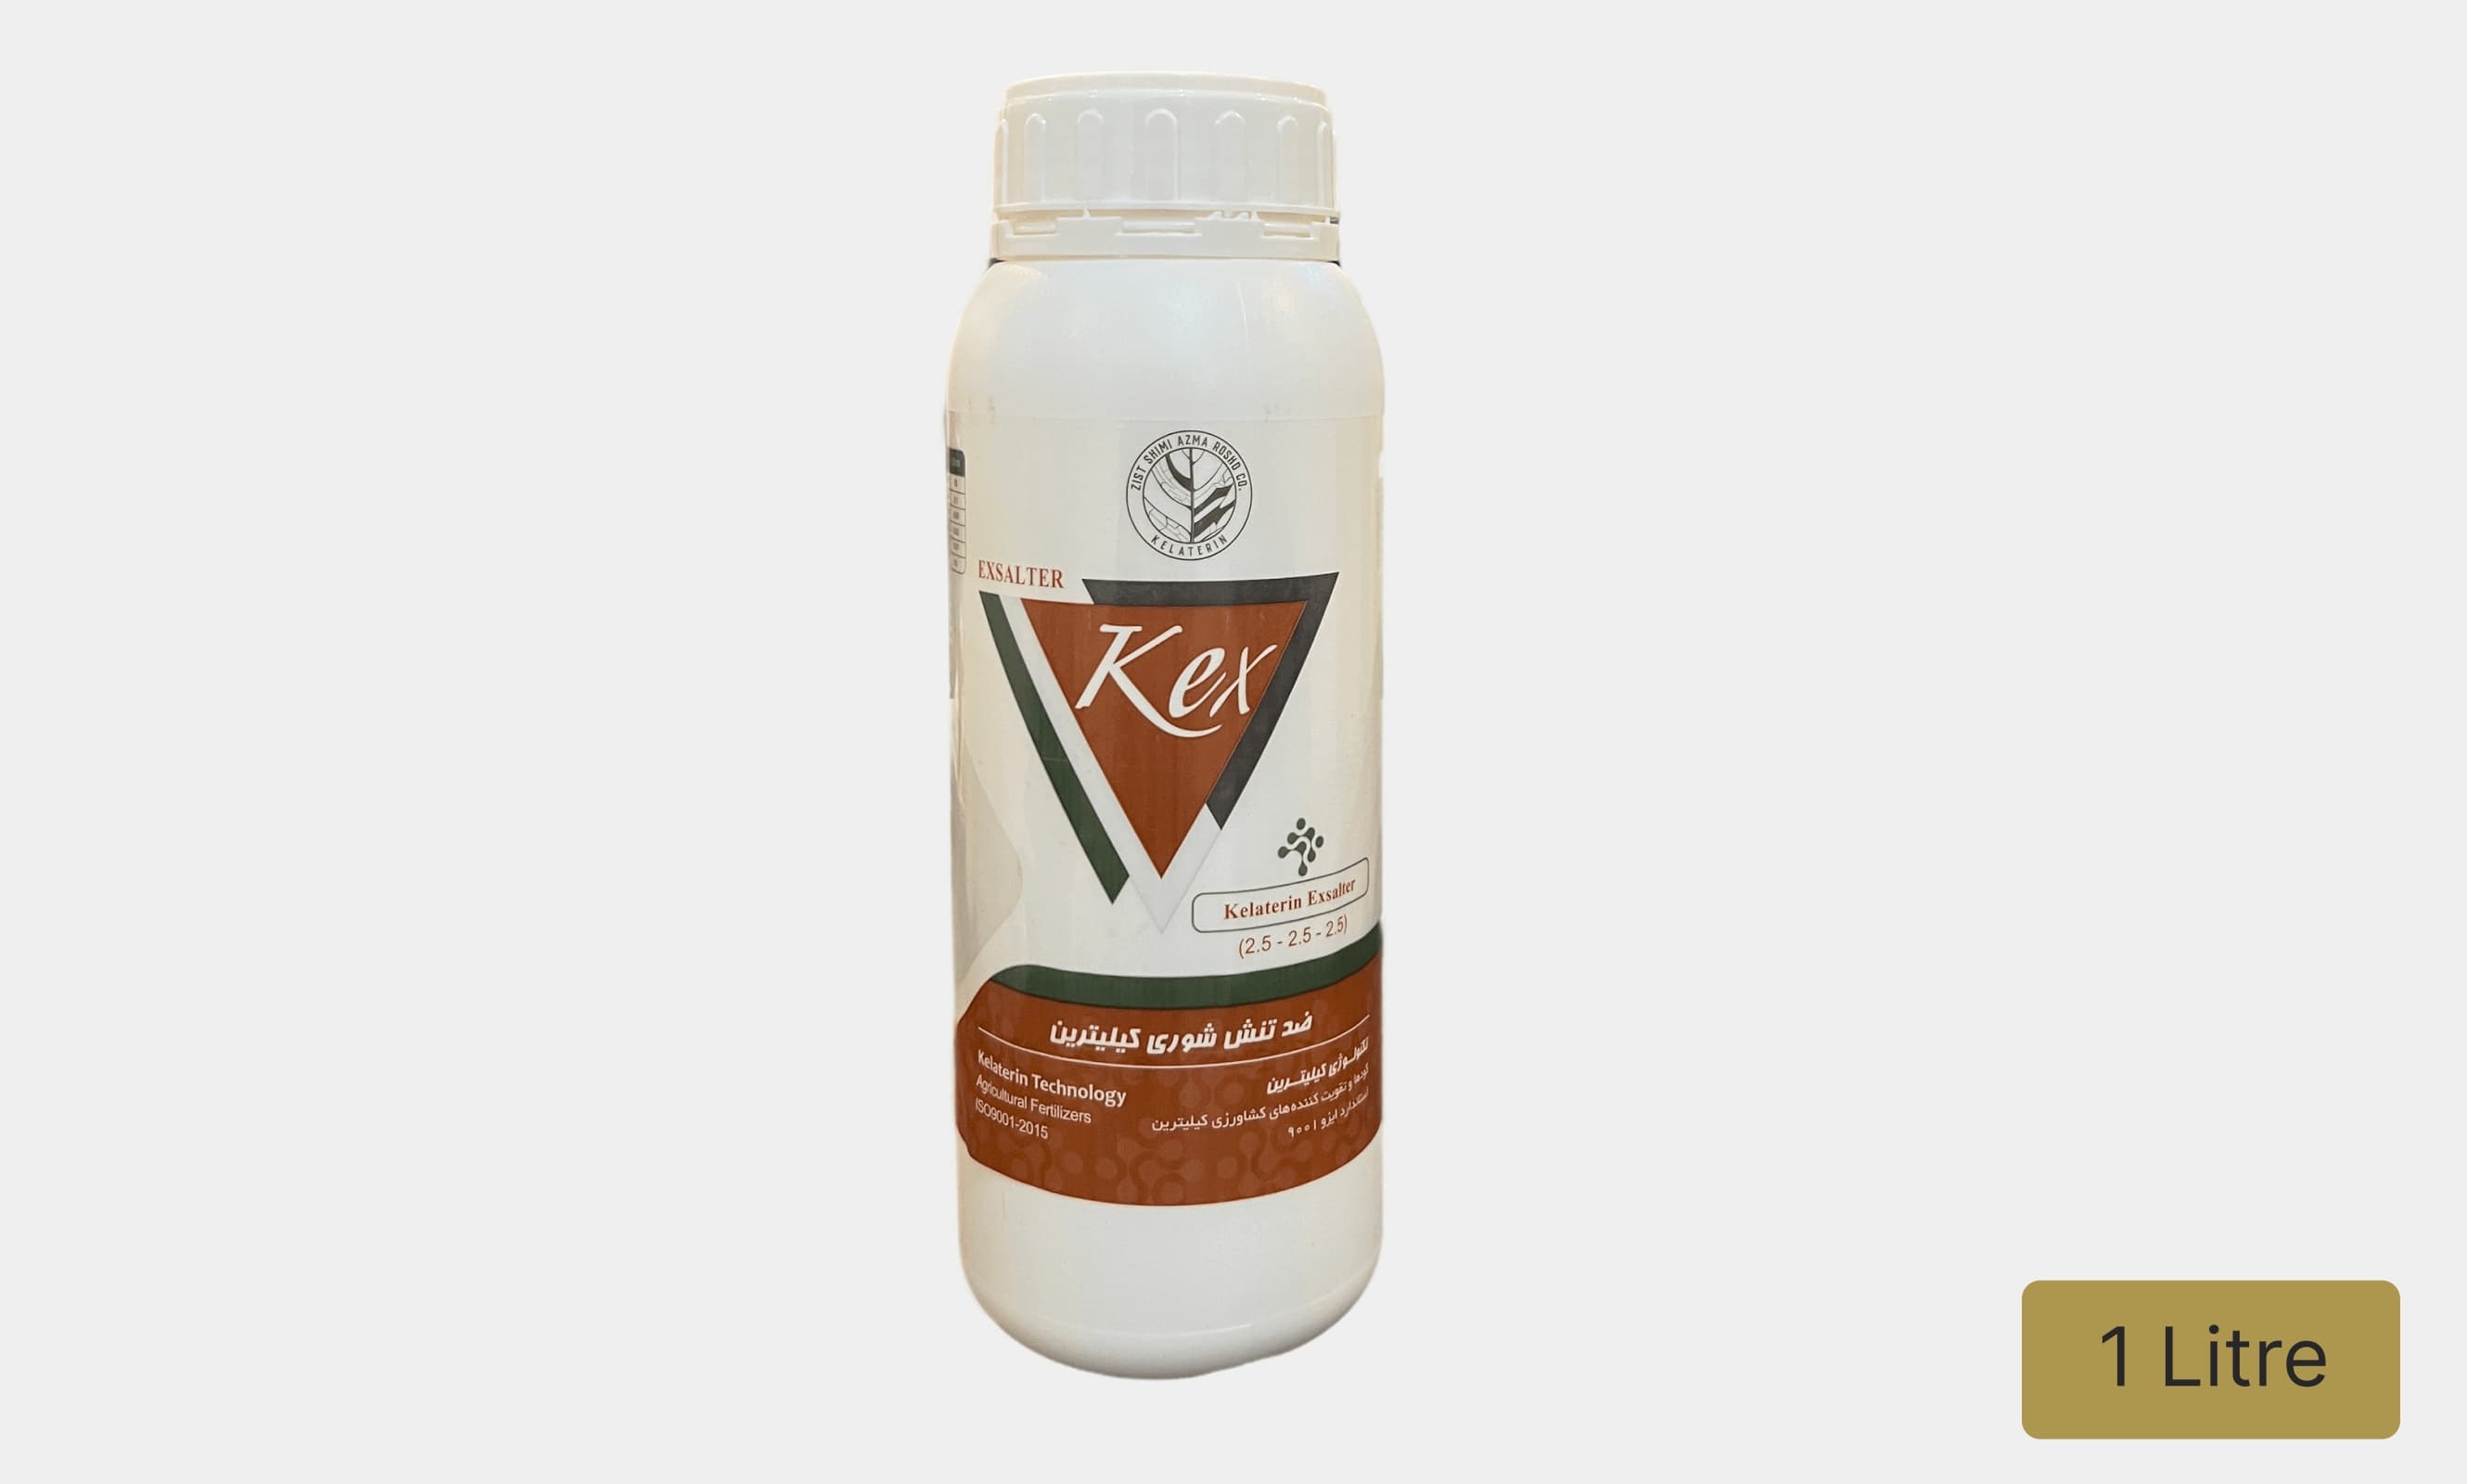 ZIST SHIMI AZMA ROSHD CO.
KELATERIN
EXSALTER
Kex
Kelaterin Exsalter
(2.5 - 2.5 - 2.5)
ضد تنش شوری کیلیترین
Kelaterin Technology
Agricultural Fertilizers
ISO9001-2015
تکنولوژی کیلیتــرین
کودها و تقویت کننده‌های کشاورزی کیلیترین
استاندارد ایزو ۹۰۰۱
1 Litre